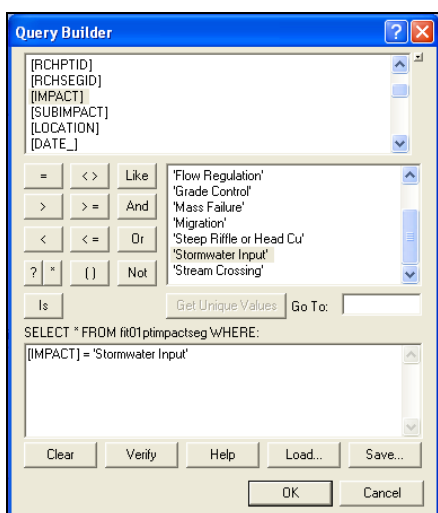 Query Builder
[RCHPTID]
[RCHSEGID]
[IMPACT]
[SUBIMPACT]
[LOCATION]
[DATE_]
= <> Like
> >= And
< <= Or
? * () Not
Is
'Flow Regulation'
'Grade Control'
'Mass Failure'
'Migration'
'Steep Riffle or Head Cu'
'Stormwater Input'
'Stream Crossing'
Get Unique Values Go To:
SELECT * FROM fit01ptimpactseg WHERE:
[IMPACT] = 'Stormwater Input'
Clear Verify Help Load... Save...
OK Cancel